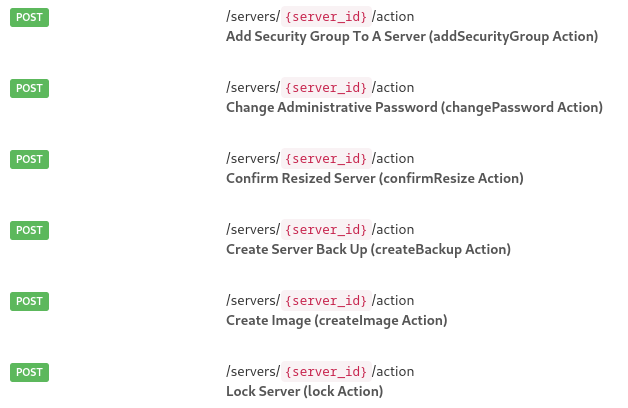 POST /servers/ {server_id} /action
Add Security Group To A Server (addSecurityGroup Action)
POST /servers/ {server_id} /action
Change Administrative Password (changePassword Action)
POST /servers/ {server_id} /action
Confirm Resized Server (confirmResize Action)
POST /servers/ {server_id} /action
Create Server Back Up (createBackup Action)
POST /servers/ {server_id} /action
Create Image (createImage Action)
POST /servers/ {server_id} /action
Lock Server (lock Action)